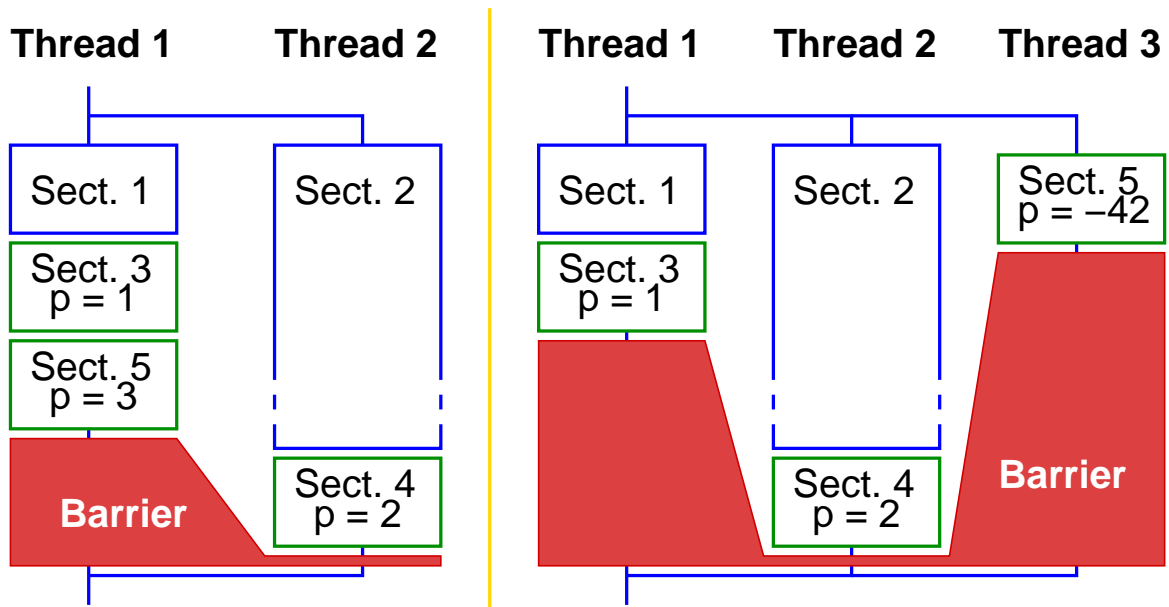 Thread 1
Thread 2
Sect. 1
Sect. 2
Sect. 3
p = 1
Sect. 5
p = 3
Sect. 4
p = 2
Barrier
Thread 1
Thread 2
Thread 3
Sect. 1
Sect. 2
Sect. 5
p = −42
Sect. 3
p = 1
Sect. 4
p = 2
Barrier